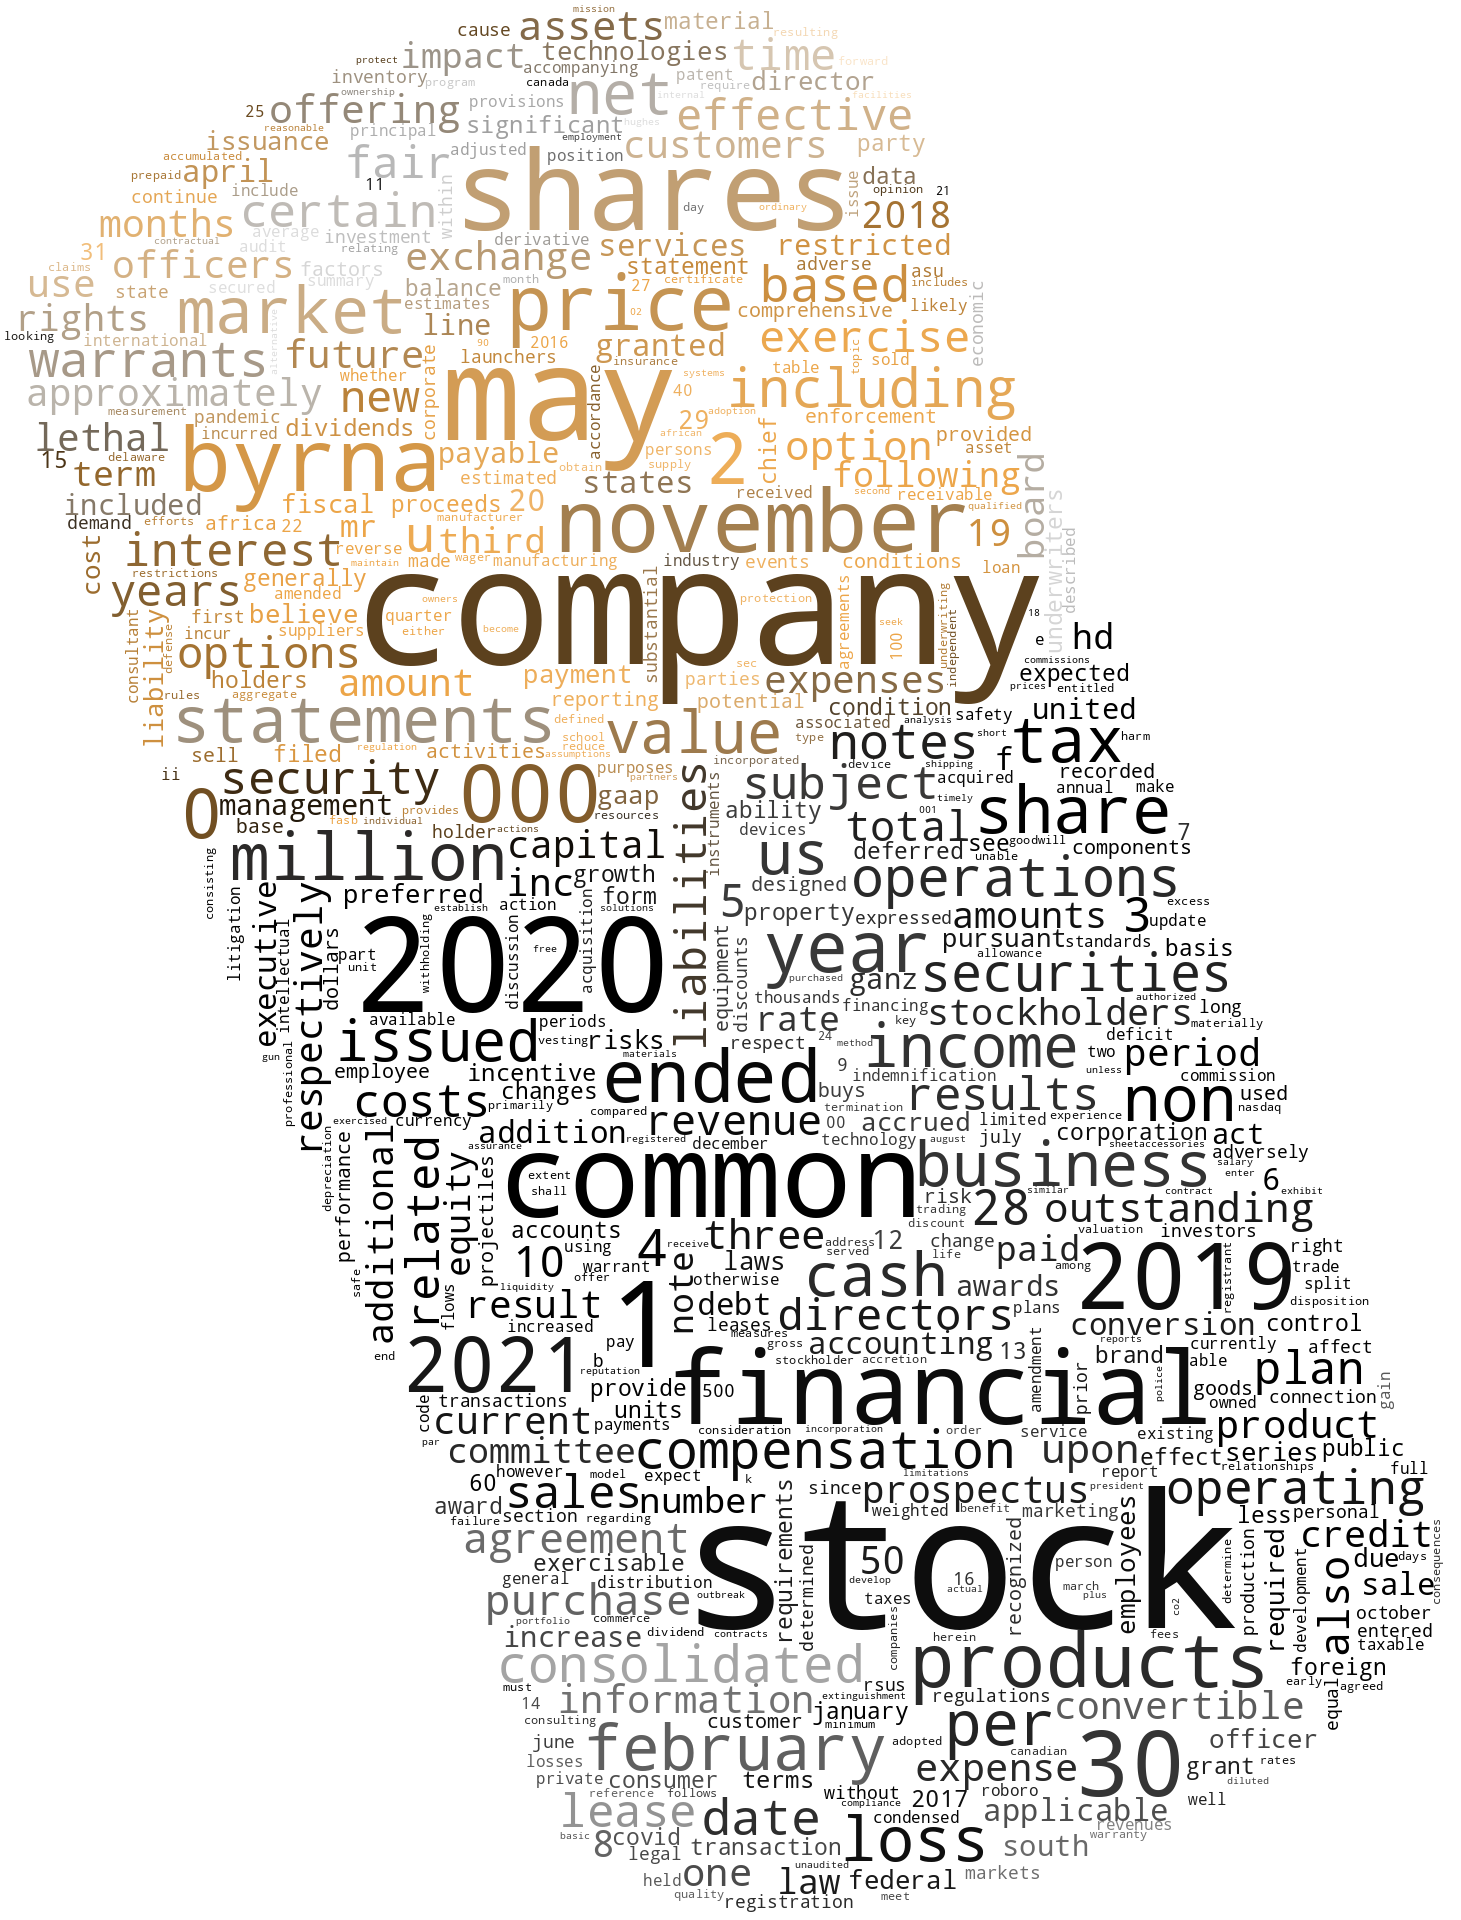 mission
assets material
cause resulting
impact technologies time forward
protect accompanying
inventory program canada net patent director
ownership provisions require internal facilities
25 offering significant hughes effective
reasonable principal employment
issuance fair adjusted position customers party
accumulated
prepaid april 11 shares data
continue include certain within day ordinary issue opinion 21
months average investment derivative 2018
contractual audit relating
31 officers factors exchange services restricted
claims secured summary balance month statement adverse asu
use state market estimates price 27 certificate based includes
rights line 02 comprehensive likely economic
looking international alternative 90 2016 granted exercise
warrants future launchers insurance topic sold
approximately whether corporate may systems table including
measurement new 40
lethal pandemic dividends accordance 29 adoption enforcement
incurred byrna african option provided
15 delaware payable persons 2 chief asset
term estimated obtain supply following board
included fiscal proceeds 20 states received second receivable qualified
demand efforts africa 22 mr manufacturer november 19 underwriters
cost interest reverse u third described
maintain made wager manufacturing industry events conditions loan
restrictions generally
years amended company owners protection
first believe quarter agreements underwriting 18
consultant incur suppliers either become substantial seek 100 independent e hd
liability defense options sec commissions
holders amount payment parties expenses expected
rules aggregate reporting potential prices entitled
statements defined value condition safety united
school associated analysis
sell filed regulation activities reduce type notes short f tax harm
assumptions
ii security purposes incorporated device shipping recorded
000 partners subject acquired annual make
0 management provides gaap ability timely share
base fasb individual resources instruments 001
holder actions devices total 7
million capital deferred see goodwill components
consisting inc growth us unable
litigation executive preferred form designed operations
intellectual action solutions 5 property excess
respectively establish liabilities expressed amounts 3 update
2020 withholding discussion free acquisition
dollars part equipment discounts year pursuant standards basis
unit allowance
purchased ganz securities
thousands authorized
available periods financing stockholders long
issued vesting risks rate key materially
gun respect 24 method income deficit
professional employee materials 9 two period
incentive ended indemnification unless commission
costs changes buys results non used
exercised primarily compared termination experience nasdaq
currency revenue 00 accrued limited
addition registered december technology august july corporation act
depreciation assurance sheetaccessories adversely
performance additional related equity projectiles extent common business salary enter
shall risk similar contract 6 exhibit
accounts trading 28 outstanding
discount valuation investors
using three address 12 change paid right
10 4 receive laws served life among 2019 registrant
safe warrant note otherwise trade
liquidity offer cash awards split
flows result 1 debt directors plans disposition
increased leases measures conversion control
end pay gross accounting 13 reports currently affect
2021 b stockholder accretion brand able
reputation financial plan
provide 500 amendment prior police goods connection gain
transactions units owned
code current payments consideration incorporation order service existing product
par committee compensation upon effect series public
however model expect k limitations report relationships full
60 since prospectus president operating
award sales number weighted benefit marketing less personal
failure section regarding
agreement requirements stock recognized employees credit
exercisable 50 person determine production required due days consequences
general distribution develop 16 march development also sale
purchase outbreak determined taxes actual plus co2
portfolio commerce october
increase dividend contracts companies herein fees entered
taxable
consolidated products foreign
must rsus regulations early agreed
14 information extinguishment convertible equal
consulting customer january per
minimum
june february adopted canadian 30 officer
losses expense grant rates
private consumer terms diluted
reference follows without 2017 roboro well
lease date compliance condensed applicable
basic 8 covid transaction loss revenues
legal south warranty
unaudited
held one law federal markets
quality registration meet